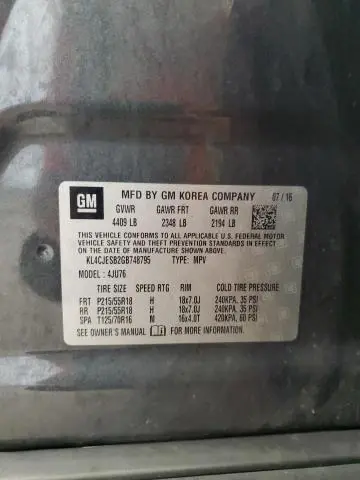 GM
MFD BY GM KOREA COMPANY 07/16
GVWR GAWR FRT GAWR RR
4409 LB 2348 LB 2194 LB
THIS VEHICLE CONFORMS TO ALL APPLICABLE U.S. FEDERAL MOTOR
VEHICLE SAFETY AND THEFT PREVENTION STANDARDS IN EFFECT ON
THE DATE OF MANUFACTURE SHOWN ABOVE.
KL4CJESB2GB748795 TYPE: MPV
MODEL: 4JU76
TIRE SIZE SPEED RTG RIM COLD TIRE PRESSURE
FRT P215/55R18 H 18x7.0J 240KPA, 35 PSI
RR P215/55R18 H 18x7.0J 240KPA, 35 PSI
SPA T125/70R16 M 16x4.0T 420KPA, 60 PSI
SEE OWNER'S MANUAL FOR MORE INFORMATION.